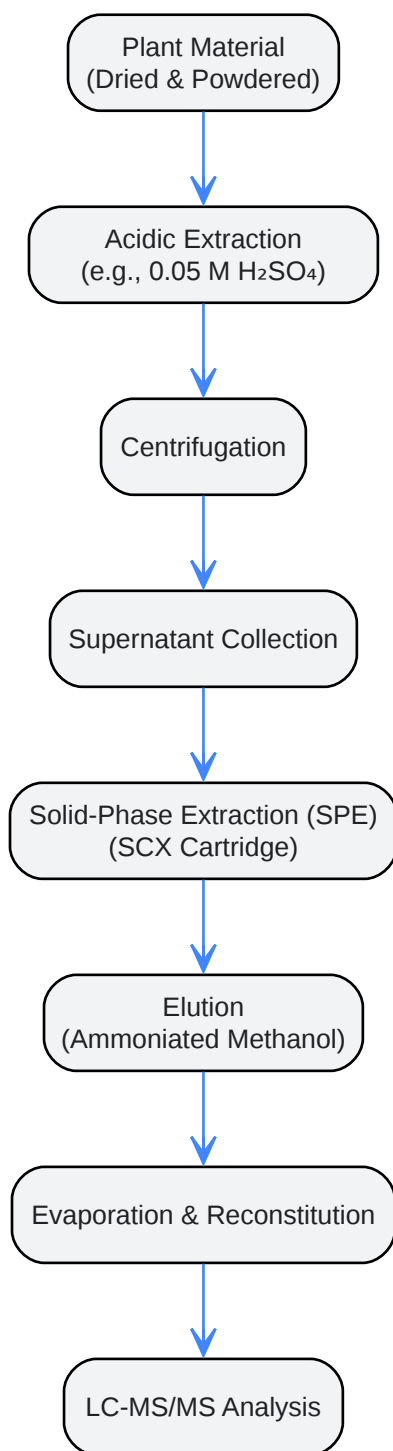 Plant Material
(Dried & Powdered)
Acidic Extraction
(e.g., 0.05 M H₂SO₄)
Centrifugation
Supernatant Collection
Solid-Phase Extraction (SPE)
(SCX Cartridge)
Elution
(Ammoniated Methanol)
Evaporation & Reconstitution
LC-MS/MS Analysis